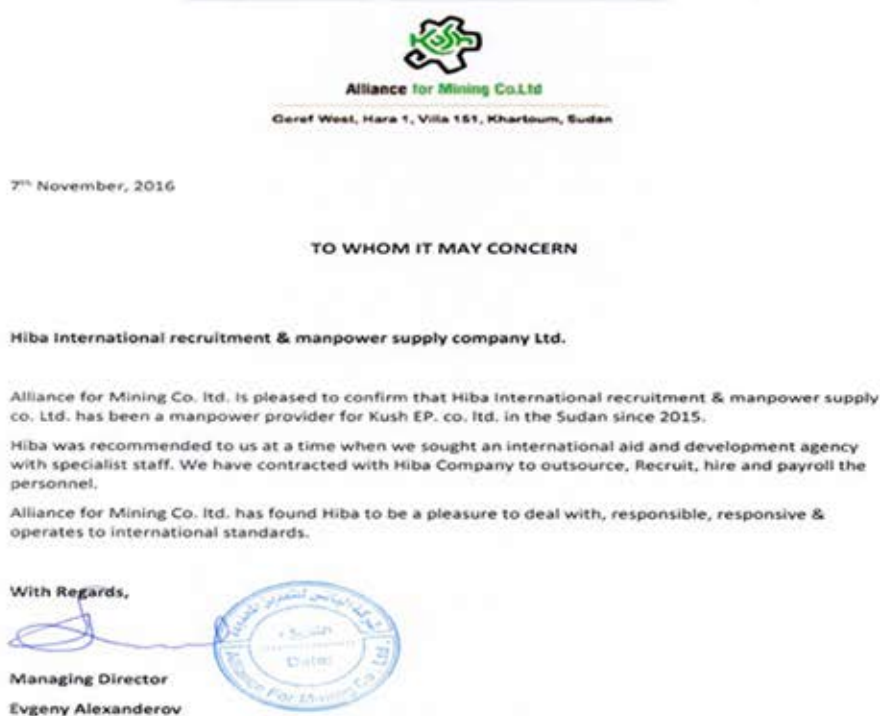 Kush
Alliance for Mining Co.Ltd
Geref West, Hara 1, Villa 151, Khartoum, Sudan
7th November, 2016
TO WHOM IT MAY CONCERN
Hiba International recruitment & manpower supply company Ltd.
Alliance for Mining Co. ltd. Is pleased to confirm that Hiba International recruitment & manpower supply
co. Ltd. has been a manpower provider for Kush EP. co. ltd. in the Sudan since 2015.
Hiba was recommended to us at a time when we sought an international aid and development agency
with specialist staff. We have contracted with Hiba Company to outsource, Recruit, hire and payroll the
personnel.
Alliance for Mining Co. ltd. has found Hiba to be a pleasure to deal with, responsible, responsive &
operates to international standards.
With Regards,
Alliance For Mining Co. Ltd.
Managing Director
Evgeny Alexanderov